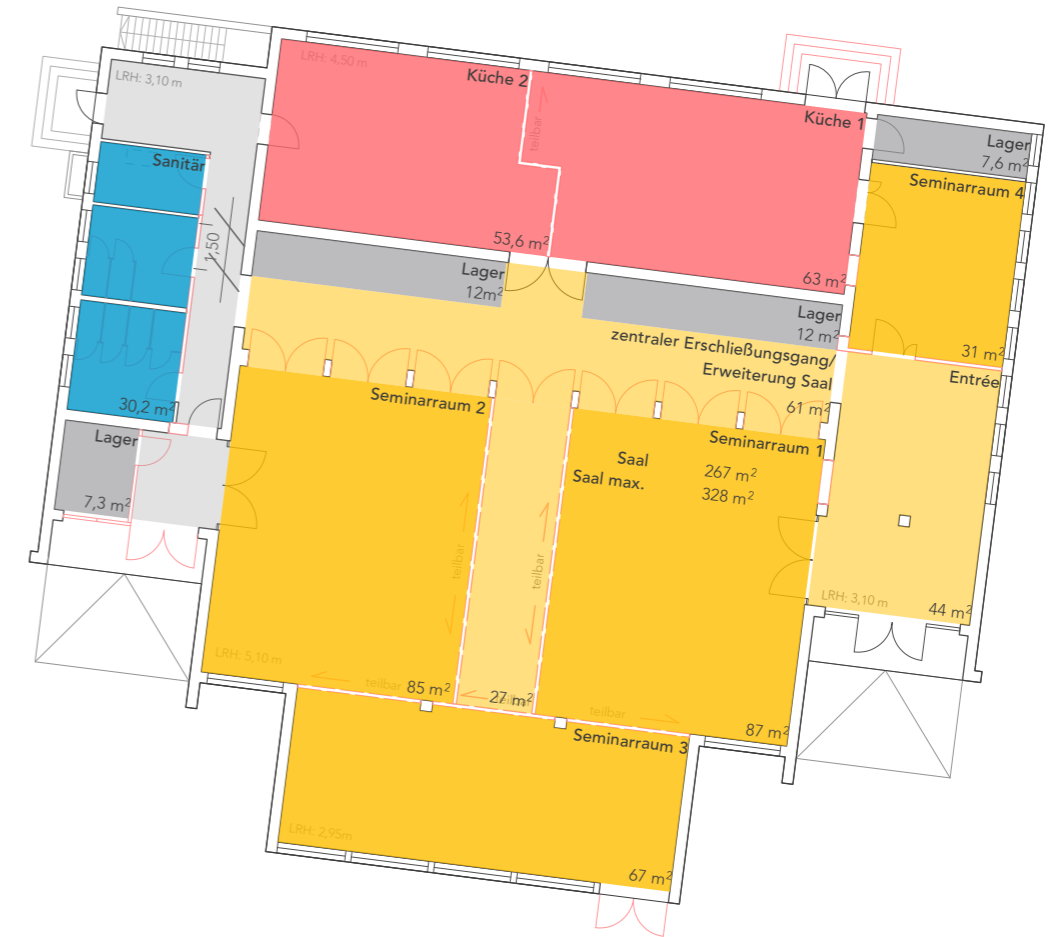 LRH: 4,50 m
Küche 2
LRH: 3,10 m
teilbar
Küche 1
Lager
7,6 m²
Sanitär
Seminarraum 4
1,50
53,6 m²
63 m²
Lager
12m²
Lager
12 m²
31 m²
zentraler Erschließungsgang/
Erweiterung Saal
61 m²
Entrée
30,2 m²
Seminarraum 2
Seminarraum 1
Lager
7,3 m²
Saal 267 m²
Saal max. 328 m²
teilbar
teilbar
LRH: 3,10 m
44 m²
LRH: 5,10 m
teilbar
85 m²
teilbar
27 m²
teilbar
87 m²
Seminarraum 3
LRH: 2,95m
67 m²